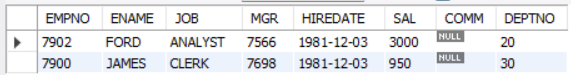 EMPNO ENAME JOB MGR HIREDATE SAL COMM DEPTNO
7902 FORD ANALYST 7566 1981-12-03 3000 NULL 20
7900 JAMES CLERK 7698 1981-12-03 950 NULL 30